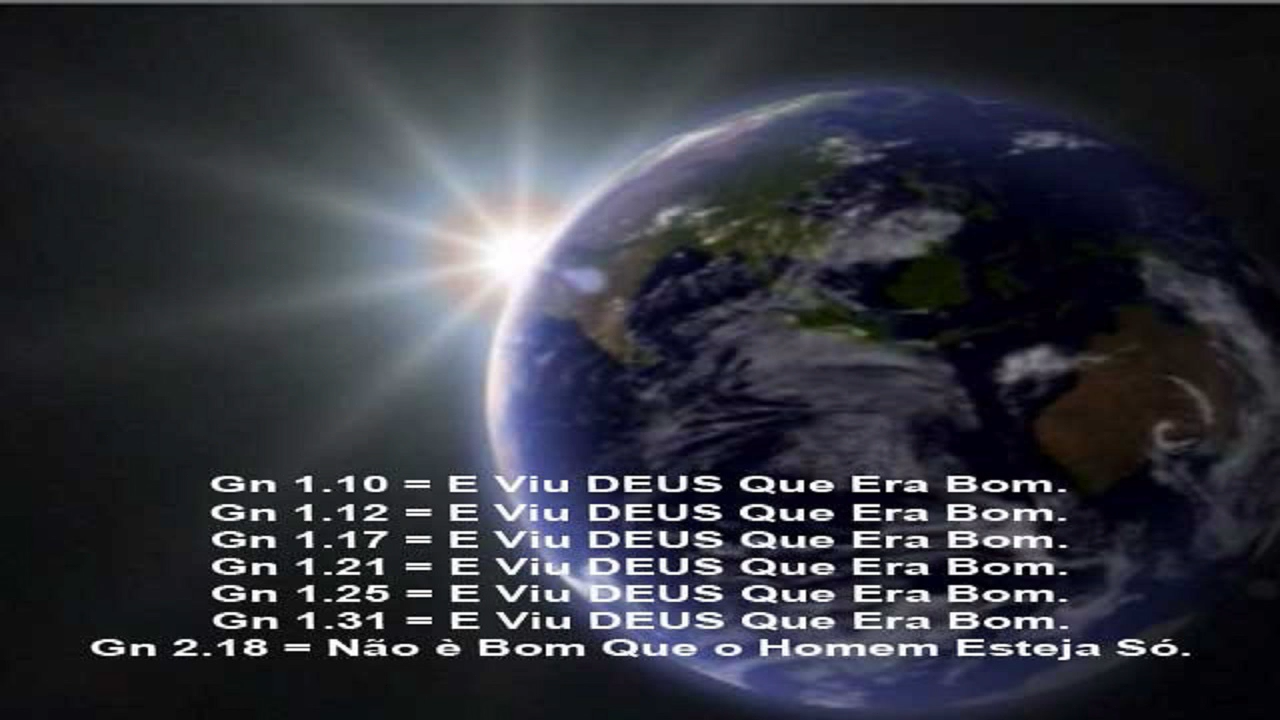 Gn 1.10 = E Viu DEUS Que Era Bom.
Gn 1.12 = E Viu DEUS Que Era Bom.
Gn 1.17 = E Viu DEUS Que Era Bom.
Gn 1.21 = E Viu DEUS Que Era Bom.
Gn 1.25 = E Viu DEUS Que Era Bom.
Gn 1.31 = E Viu DEUS Que Era Bom.
Gn 2.18 = Não è Bom Que o Homem Esteja Só.